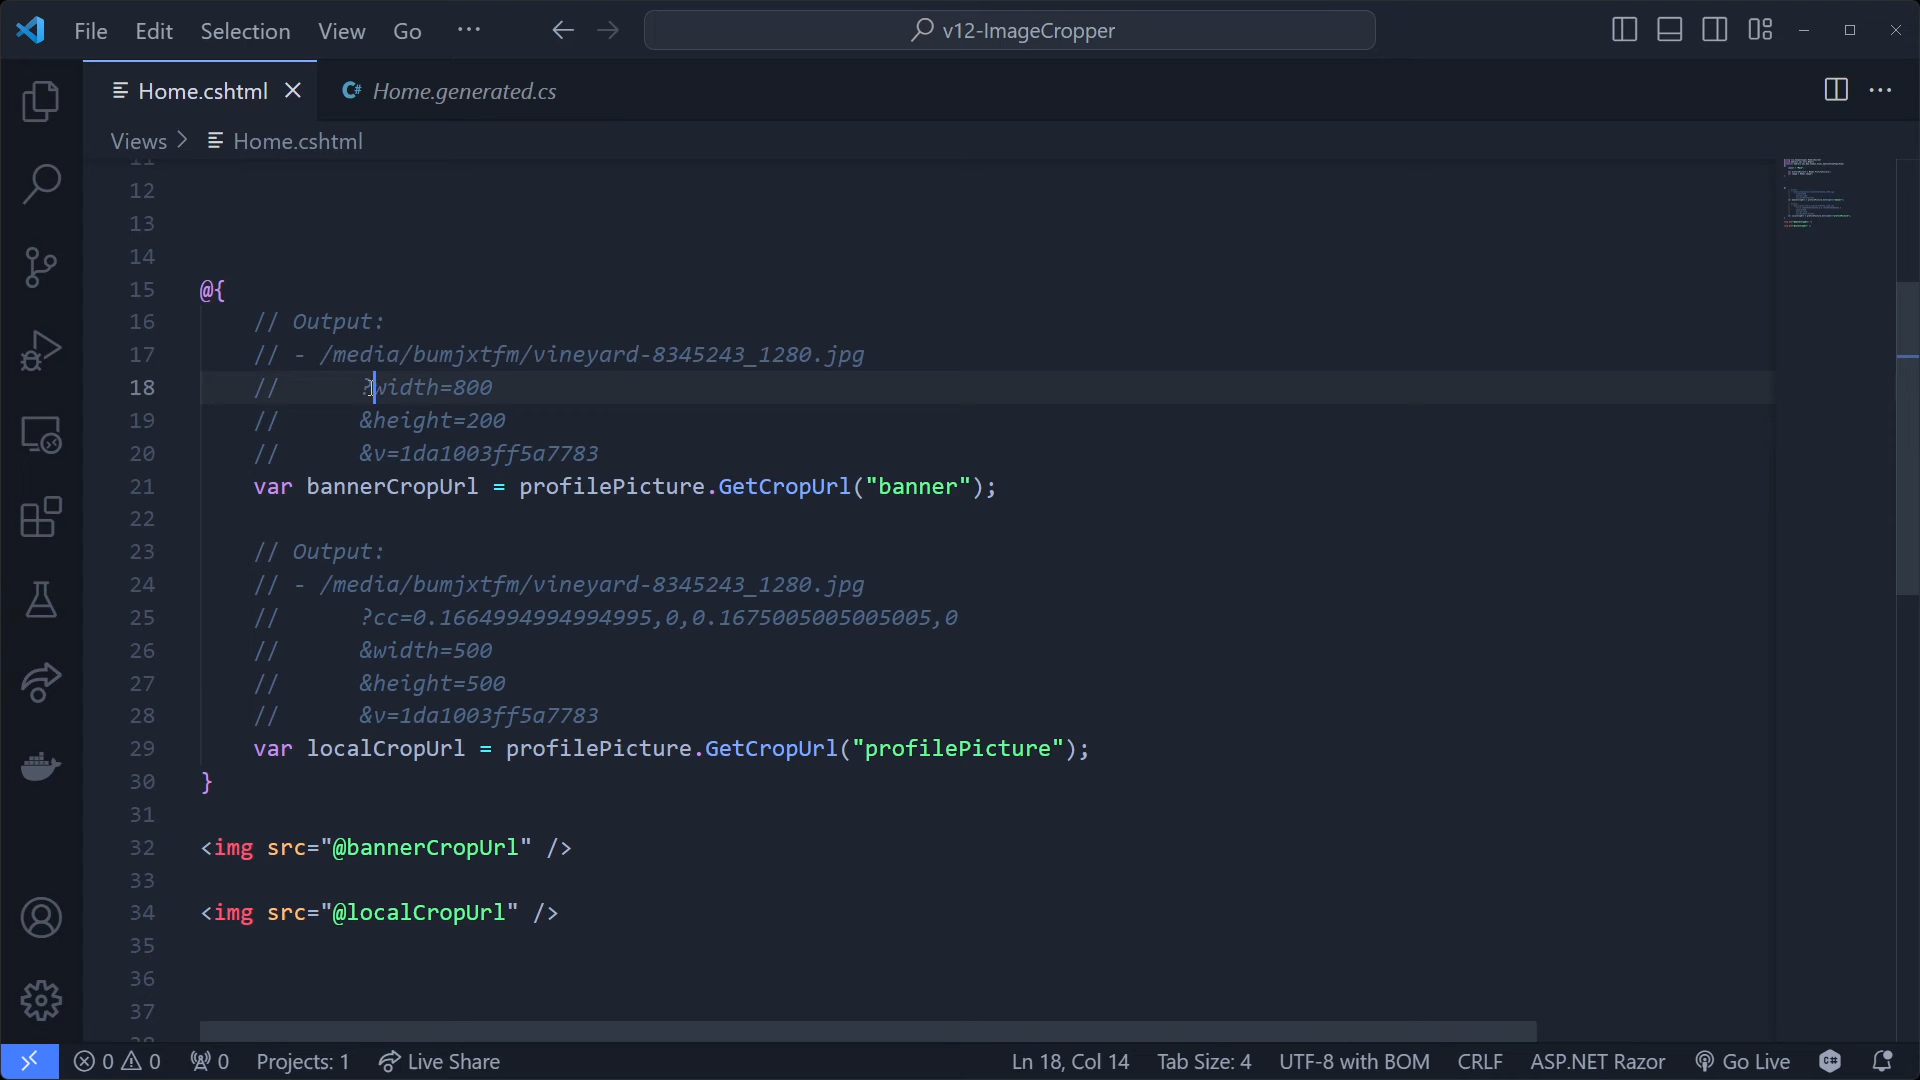 File Edit Selection View Go ··· v12-ImageCropper
Home.cshtml C# Home.generated.cs
Views > Home.cshtml
11
12
13
14
15 @{
16 // Output:
17 // - /media/bumjxtfm/vineyard-8345243_1280.jpg
18 // ?width=800
19 // &height=200
20 // &v=1da1003ff5a7783
21 var bannerCropUrl = profilePicture.GetCropUrl("banner");
22
23 // Output:
24 // - /media/bumjxtfm/vineyard-8345243_1280.jpg
25 // ?cc=0.1664994994994995,0,0.1675005005005005,0
26 // &width=500
27 // &height=500
28 // &v=1da1003ff5a7783
29 var localCropUrl = profilePicture.GetCropUrl("profilePicture");
30 }
31
32 <img src="@bannerCropUrl" />
33
34 <img src="@localCropUrl" />
35
36
37
0 0 0 Projects: 1 Live Share Ln 18, Col 14 Tab Size: 4 UTF-8 with BOM CRLF ASP.NET Razor Go Live